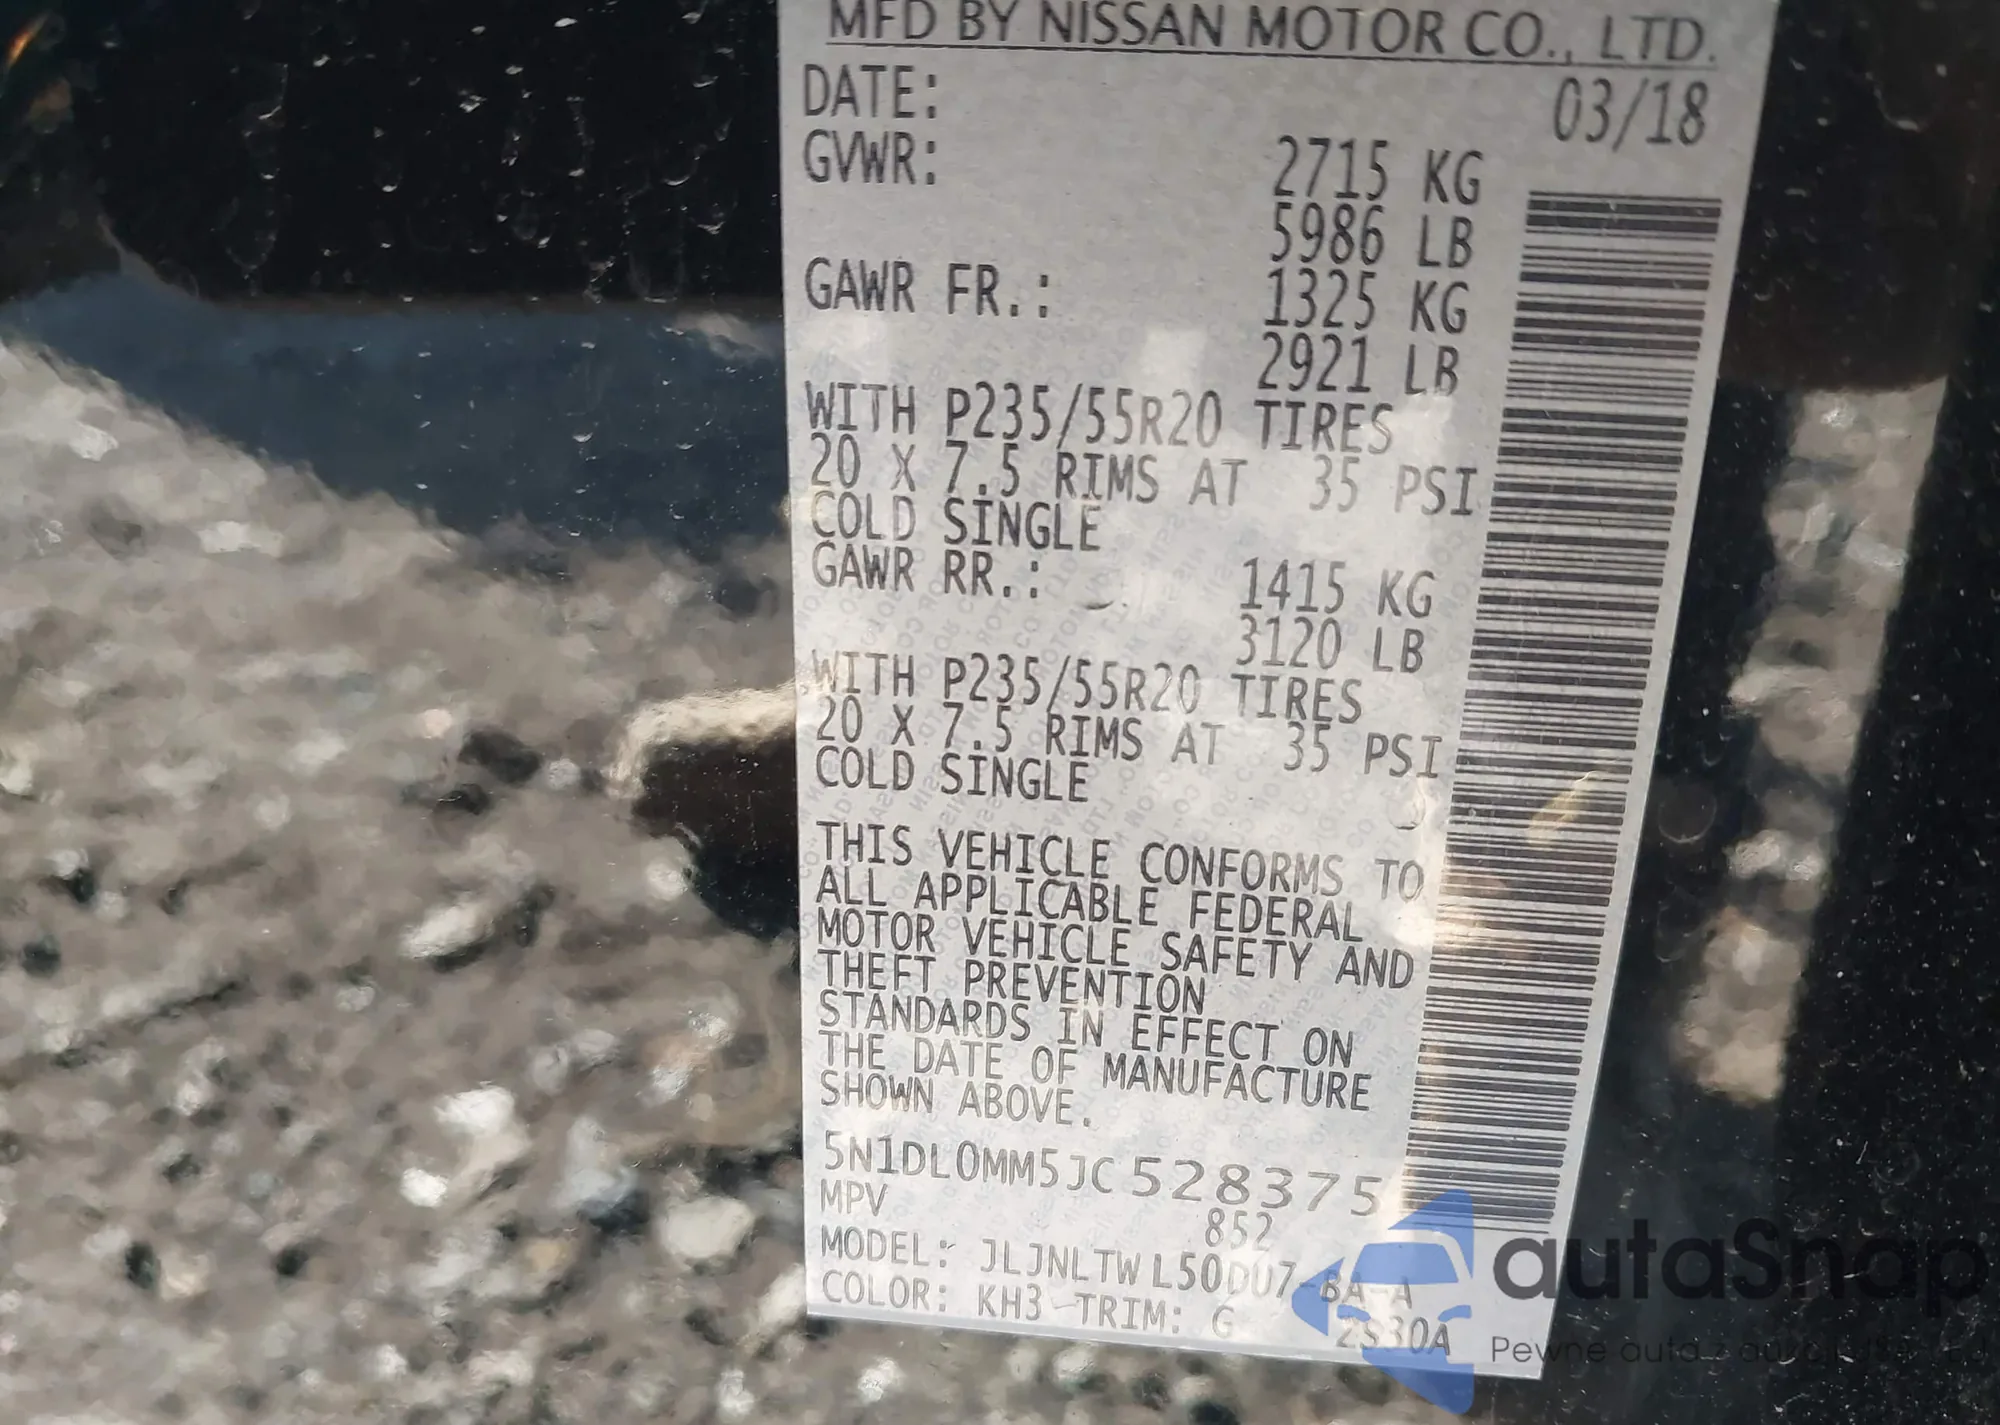 MFD BY NISSAN MOTOR CO., LTD.
DATE: 03/18
GVWR: 2715 KG
5986 LB
GAWR FR.: 1325 KG
2921 LB
WITH P235/55R20 TIRES
20 X 7.5 RIMS AT 35 PSI
COLD SINGLE
GAWR RR.: 1415 KG
3120 LB
WITH P235/55R20 TIRES
20 X 7.5 RIMS AT 35 PSI
COLD SINGLE
THIS VEHICLE CONFORMS TO
ALL APPLICABLE FEDERAL
MOTOR VEHICLE SAFETY AND
THEFT PREVENTION
STANDARDS IN EFFECT ON
THE DATE OF MANUFACTURE
SHOWN ABOVE.
5N1DL0MM5JC528375
MPV 852
MODEL: JLJNLTWL50DU7-BA-A
COLOR: KH3 TRIM: G 2S30A
autaSnap
Pewne auta z